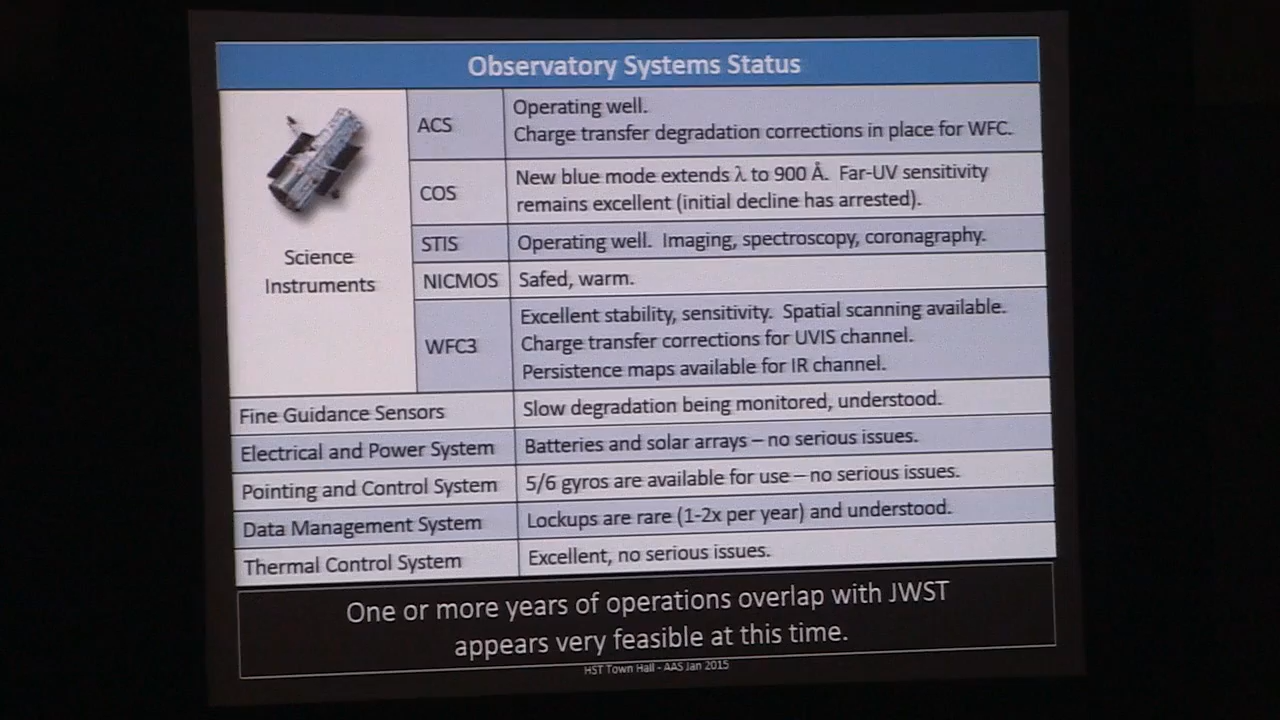 Observatory Systems Status
Science
Instruments
ACS
Operating well.
Charge transfer degradation corrections in place for WFC.
COS
New blue mode extends λ to 900 Å. Far-UV sensitivity
remains excellent (initial decline has arrested).
STIS
Operating well. Imaging, spectroscopy, coronagraphy.
NICMOS
Safed, warm.
WFC3
Excellent stability, sensitivity. Spatial scanning available.
Charge transfer corrections for UVIS channel.
Persistence maps available for IR channel.
Fine Guidance Sensors
Slow degradation being monitored, understood.
Electrical and Power System
Batteries and solar arrays – no serious issues.
Pointing and Control System
5/6 gyros are available for use – no serious issues.
Data Management System
Lockups are rare (1-2x per year) and understood.
Thermal Control System
Excellent, no serious issues.
One or more years of operations overlap with JWST
appears very feasible at this time.
HST Town Hall - AAS Jan 2015